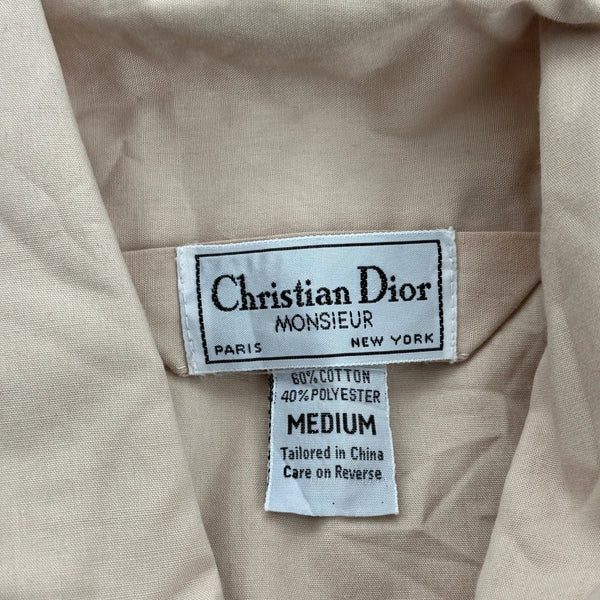 Christian Dior
MONSIEUR
PARIS NEW YORK
60% COTTON
40% POLYESTER
MEDIUM
Tailored in China
Care on Reverse